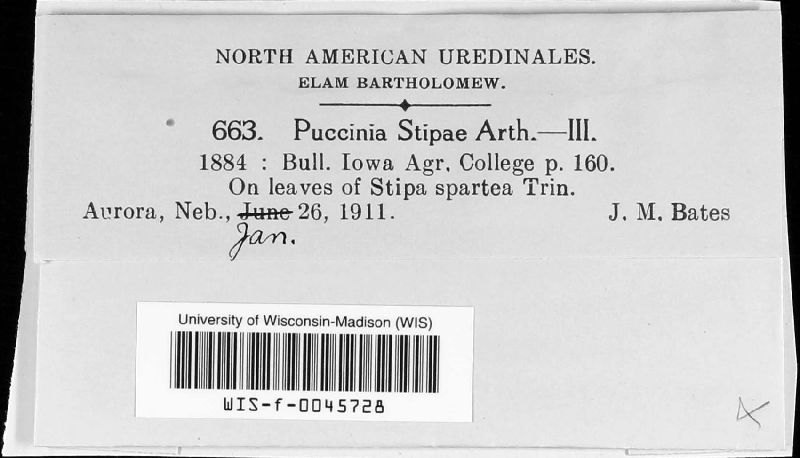 NORTH AMERICAN UREDINALES.
ELAM BARTHOLOMEW.
663. Puccinia Stipae Arth.—III.
1884 : Bull. Iowa Agr. College p. 160.
On leaves of Stipa spartea Trin.
Aurora, Neb., June 26, 1911. J. M. Bates
Jan.
University of Wisconsin-Madison (WIS)
WIS-f-0045728